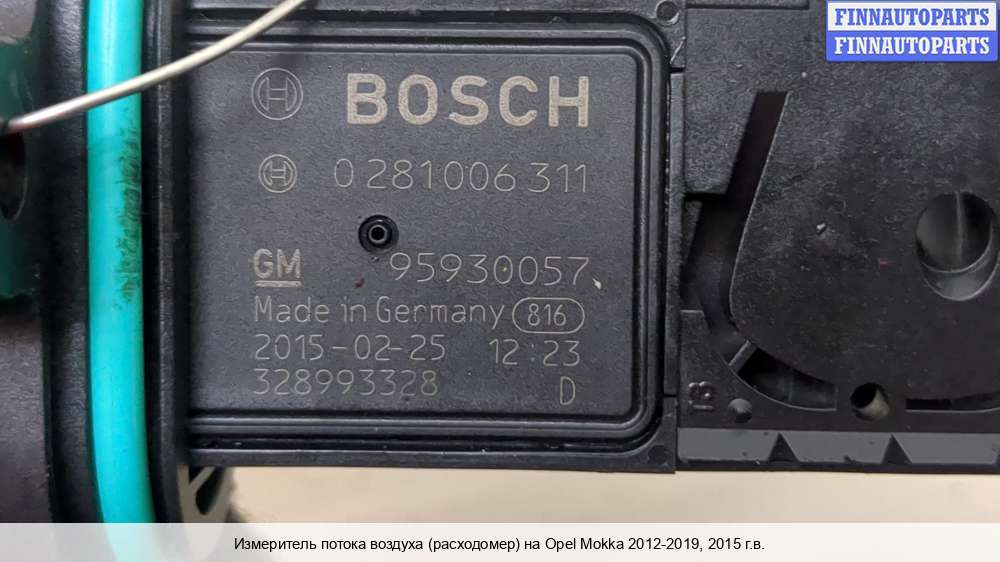 FINNAUTOPARTS
FINNAUTOPARTS
BOSCH
0 281 006 311
GM 95930057
Made in Germany 816
2015-02-25 12:23
328993328 D
Измеритель потока воздуха (расходомер) на Opel Mokka 2012-2019, 2015 г.в.